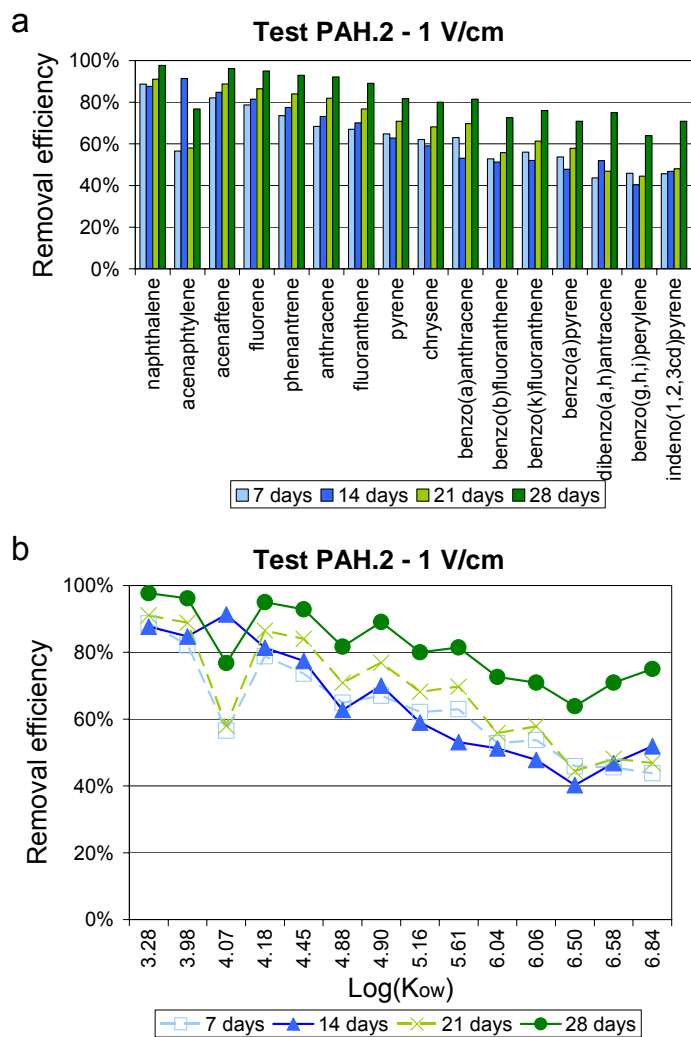 a
Test PAH.2 - 1 V/cm
Removal efficiency
100%
80%
60%
40%
20%
0%
naphthalene
acenaphtylene
acenaftene
fluorene
phenantrene
anthracene
fluoranthene
pyrene
chrysene
benzo(a)anthracene
benzo(b)fluoranthene
benzo(k)fluoranthene
benzo(a)pyrene
dibenzo(a,h)antracene
benzo(g,h,i)perylene
indeno(1,2,3cd)pyrene
7 days 14 days 21 days 28 days
b
Test PAH.2 - 1 V/cm
Removal efficiency
100%
80%
60%
40%
20%
0%
3.28
3.98
4.07
4.18
4.45
4.88
4.90
5.16
5.61
6.04
6.06
6.50
6.58
6.84
Log(Kow)
7 days 14 days 21 days 28 days